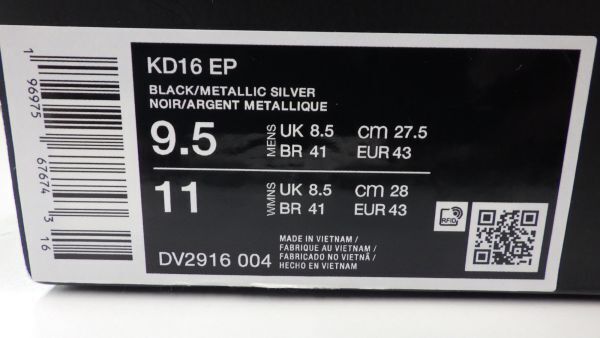 KD16 EP
BLACK/METALLIC SILVER
NOIR/ARGENT METALLIQUE
9.5 MENS UK 8.5 cm 27.5
BR 41 EUR 43
11 WMNS UK 8.5 cm 28
BR 41 EUR 43
RFID
DV2916 004
MADE IN VIETNAM /
FABRIQUE AU VIETNAM /
FABRICADO NO VIETNÃ /
HECHO EN VIETNAM
1 96975 67674 3 16